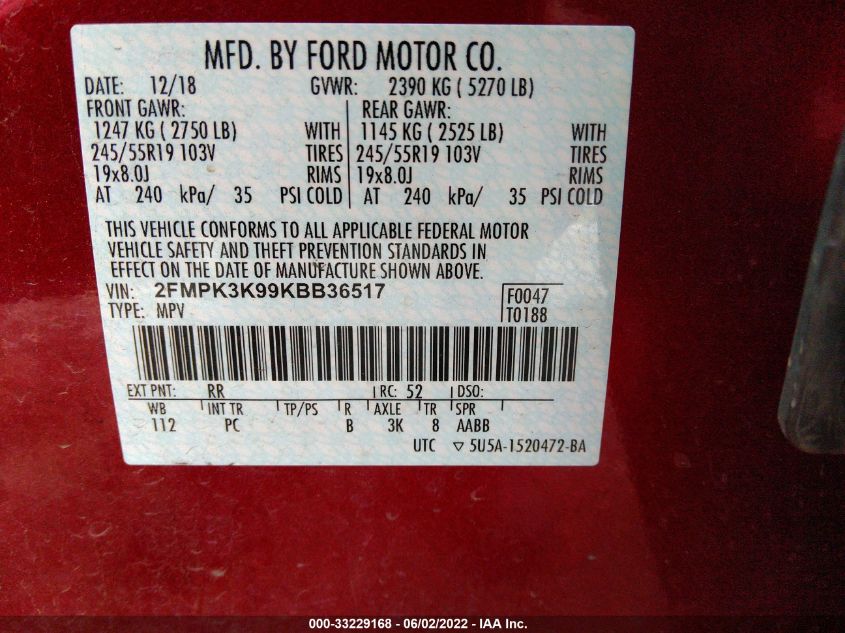 MFD. BY FORD MOTOR CO.
DATE: 12/18 GVWR: 2390 KG ( 5270 LB)
FRONT GAWR: REAR GAWR:
1247 KG ( 2750 LB) WITH 1145 KG ( 2525 LB) WITH
245/55R19 103V TIRES 245/55R19 103V TIRES
19x8.0J RIMS 19x8.0J RIMS
AT 240 kPa/ 35 PSI COLD AT 240 kPa/ 35 PSI COLD
THIS VEHICLE CONFORMS TO ALL APPLICABLE FEDERAL MOTOR
VEHICLE SAFETY AND THEFT PREVENTION STANDARDS IN
EFFECT ON THE DATE OF MANUFACTURE SHOWN ABOVE.
VIN: 2FMPK3K99KBB36517 F0047
TYPE: MPV T0188
EXT PNT: RR RC: 52 DSO:
WB INT TR TP/PS R AXLE TR SPR
112 PC B 3K 8 AABB
UTC ▽ 5U5A-1520472-BA
000-33229168 - 06/02/2022 - IAA Inc.